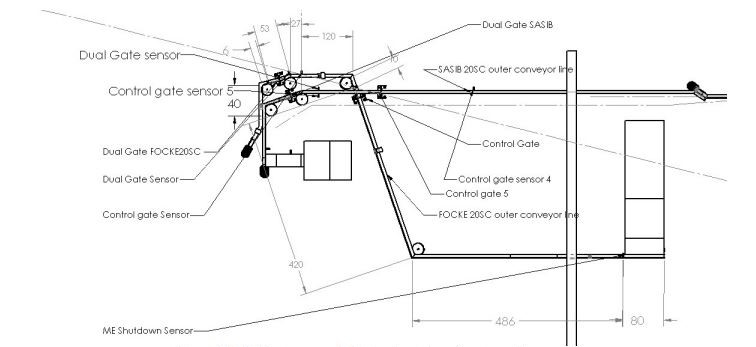 Dual Gate SASIB
53
27
120
6
6
Dual Gate sensor
SASIB 20SC outer conveyor line
Control gate sensor 5
40
Control Gate
Dual Gate FOCKE20SC
Dual Gate Sensor
Control gate sensor 4
Control gate 5
Control gate Sensor
FOCKE 20SC outer conveyor line
420
486
80
ME Shutdown Sensor